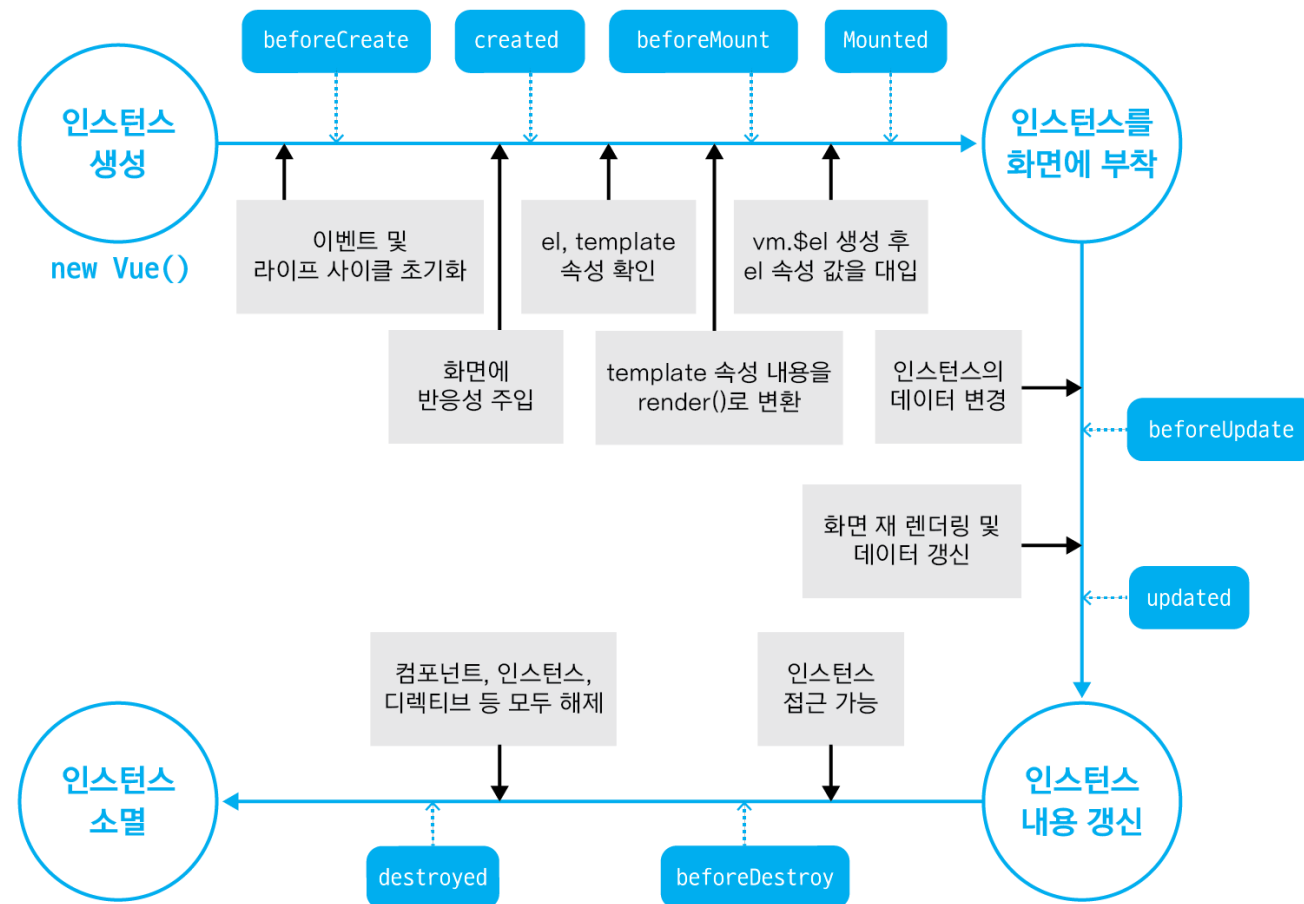 beforeCreate
created
beforeMount
Mounted
인스턴스
생성
new Vue()
인스턴스를
화면에 부착
이벤트 및
라이프 사이클 초기화
el, template
속성 확인
vm.$el 생성 후
el 속성 값을 대입
화면에
반응성 주입
template 속성 내용을
render()로 변환
인스턴스의
데이터 변경
beforeUpdate
화면 재 렌더링 및
데이터 갱신
updated
컴포넌트, 인스턴스,
디렉티브 등 모두 해제
인스턴스
접근 가능
인스턴스
소멸
인스턴스
내용 갱신
destroyed
beforeDestroy